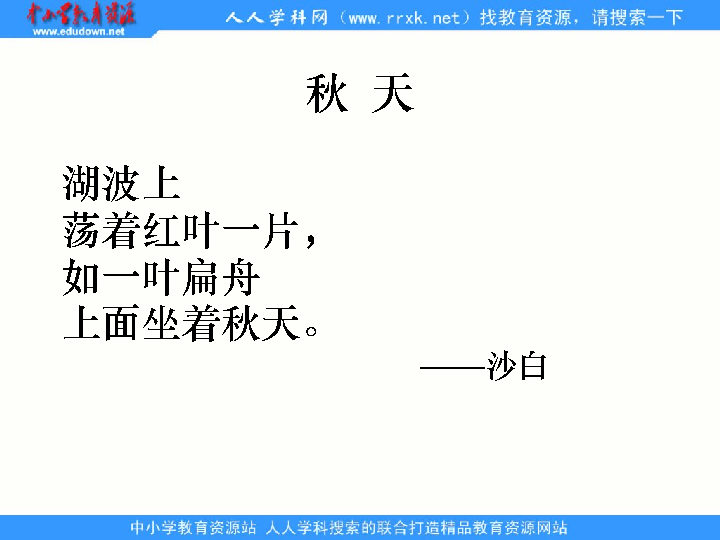 中小学教育资源
www.edudown.net
人人学科网（www.rrxk.net）找教育资源，请搜索一下
秋 天
湖波上
荡着红叶一片，
如一叶扁舟
上面坐着秋天。
——沙白
中小学教育资源站 人人学科搜索的联合打造精品教育资源网站